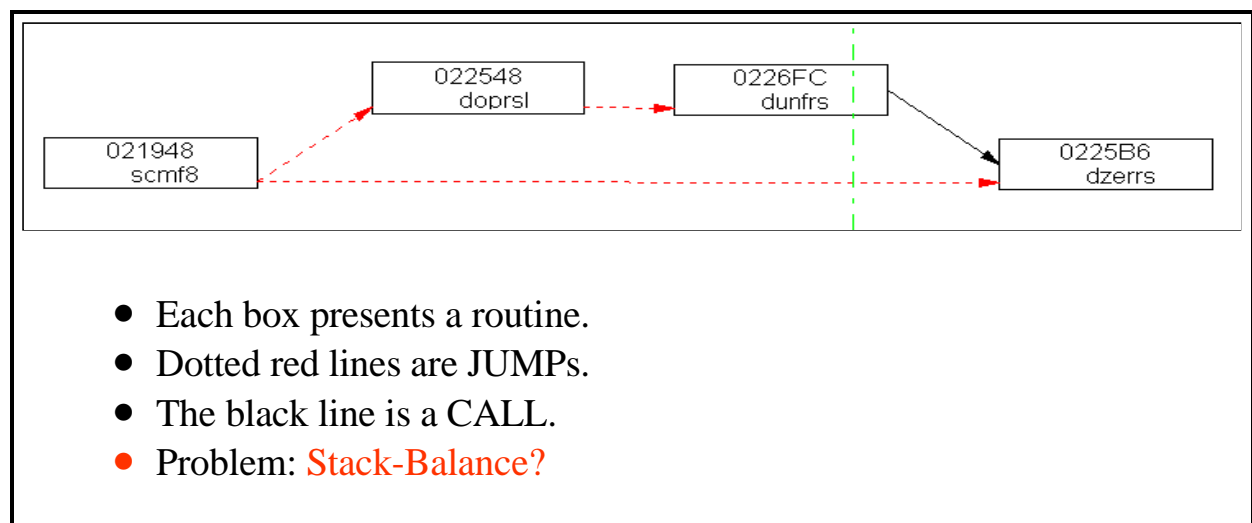 022548
doprsl
0226FC
dunfrs
021948
scmf8
0225B6
dzerrs
• Each box presents a routine.
• Dotted red lines are JUMPs.
• The black line is a CALL.
• Problem: Stack-Balance?